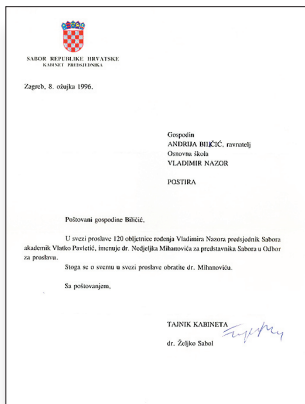 SABOR REPUBLIKE HRVATSKE
KABINET PREDSJEDNIKA
Zagreb, 8. ožujka 1996.
Gospodin
ANDRIJA BILJČIĆ, ravnatelj
Osnovna škola
VLADIMIR NAZOR
POSTIRA
Poštovani gospodine Biličić,
U svezi proslave 120 obljetnice rođenja Vladimira Nazora predsjednik Sabora
akademik Vlatko Pavletić, imenuje dr. Nedjeljka Mihanovića za predstavnika Sabora u Odbor
za proslavu.
Stoga se o svemu u svezi proslave obratite dr. Mihanoviću.
Sa poštovanjem,
TAJNIK KABINETA
dr. Željko Sabol